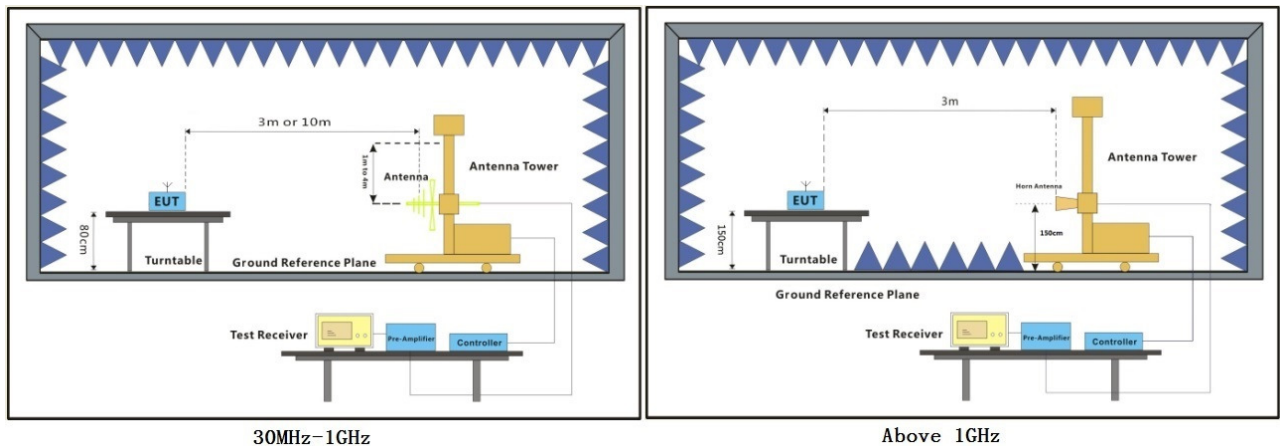 3m or 10m
1m to 4m
Antenna
Antenna Tower
EUT
80cm
Turntable
Ground Reference Plane
Test Receiver
Pre-Amplifier
Controller
30MHz-1GHz
3m
Antenna Tower
Horn Antenna
EUT
150cm
150cm
Turntable
Ground Reference Plane
Test Receiver
Pre-Amplifier
Controller
Above 1GHz